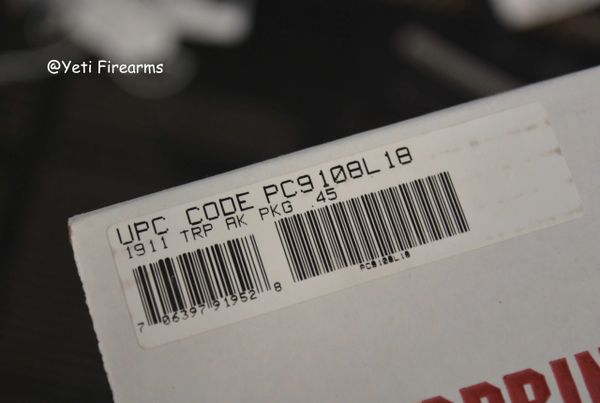 @Yeti Firearms
UPC CODE PC9108L18
1911 TRP AK PKG .45
7 06397 91952 8
PC9108L18